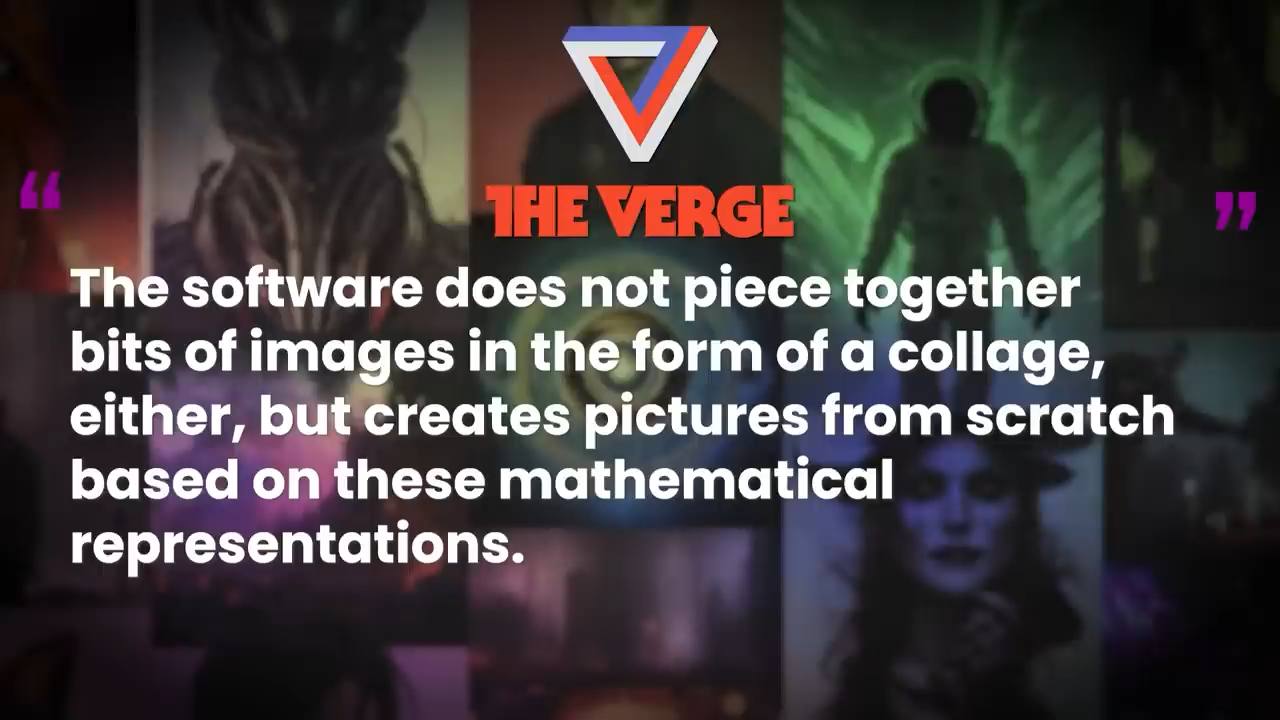 THE VERGE
“ ”
The software does not piece together
bits of images in the form of a collage,
either, but creates pictures from scratch
based on these mathematical
representations.